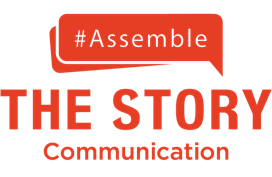 #Assemble
THE STORY
Communication